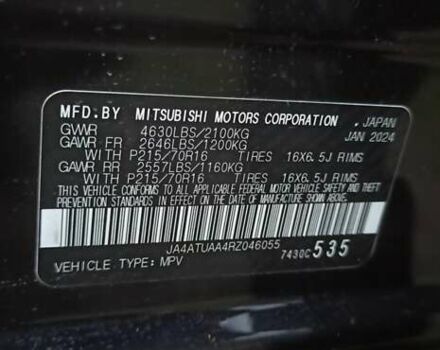 MFD.BY MITSUBISHI MOTORS CORPORATION. JAPAN
GVWR 4630LBS/2100KG JAN 2024
GAWR FR 2646LBS/1200KG
WITH P215/70R16 TIRES 16X6.5J RIMS
GAWR RR 2557LBS/1160KG
WITH P215/70R16 TIRES 16X6.5J RIMS
THIS VEHICLE CONFORMS TO ALL APPLICABLE FEDERAL MOTOR VEHICLE SAFETY, BUMPER, AND THEFT
PREVENTION STANDARDS IN EFFECT ON THE DATE OF MANUFACTURE SHOWN ABOVE.
JA4ATUAA4RZ046055 7430C 535
VEHICLE TYPE: MPV